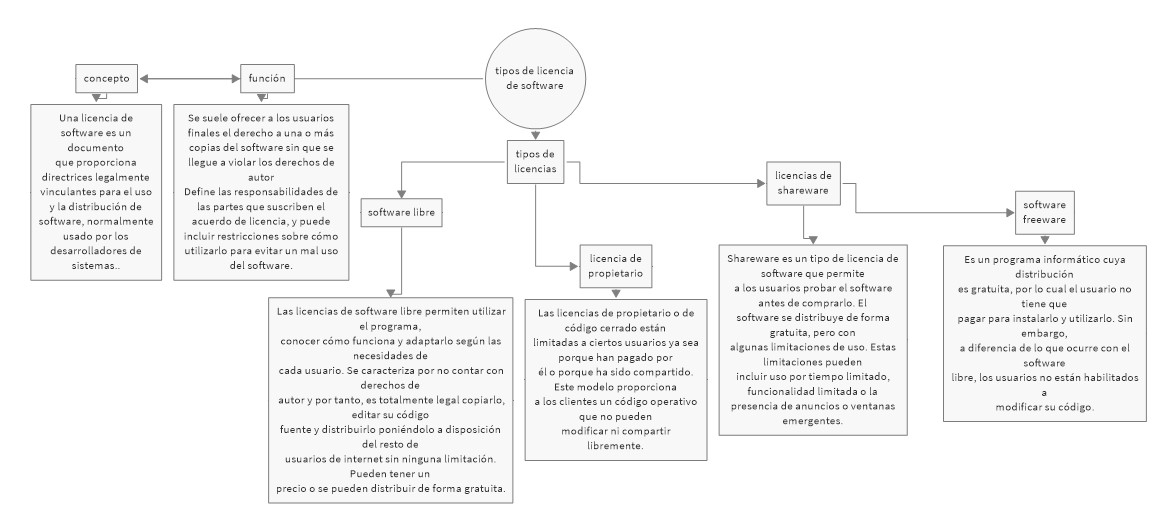 tipos de licencia
de software
concepto
función
Una licencia de
software es un
documento
que proporciona
directrices legalmente
vinculantes para el uso
y la distribución de
software, normalmente
usado por los
desarrolladores de
sistemas..
Se suele ofrecer a los usuarios
finales el derecho a una o más
copias del software sin que se
llegue a violar los derechos de
autor
Define las responsabilidades de
las partes que suscriben el
acuerdo de licencia, y puede
incluir restricciones sobre cómo
utilizarlo para evitar un mal uso
del software.
tipos de
licencias
software libre
Las licencias de software libre permiten utilizar
el programa,
conocer cómo funciona y adaptarlo según las
necesidades de
cada usuario. Se caracteriza por no contar con
derechos de
autor y por tanto, es totalmente legal copiarlo,
editar su código
fuente y distribuirlo poniéndolo a disposición
del resto de
usuarios de internet sin ninguna limitación.
Pueden tener un
precio o se pueden distribuir de forma gratuita.
licencia de
propietario
Las licencias de propietario o de
código cerrado están
limitadas a ciertos usuarios ya sea
porque han pagado por
él o porque ha sido compartido.
Este modelo proporciona
a los clientes un código operativo
que no pueden
modificar ni compartir
libremente.
licencias de
shareware
Shareware es un tipo de licencia de
software que permite
a los usuarios probar el software
antes de comprarlo. El
software se distribuye de forma
gratuita, pero con
algunas limitaciones de uso. Estas
limitaciones pueden
incluir uso por tiempo limitado,
funcionalidad limitada o la
presencia de anuncios o ventanas
emergentes.
software
freeware
Es un programa informático cuya
distribución
es gratuita, por lo cual el usuario no
tiene que
pagar para instalarlo y utilizarlo. Sin
embargo,
a diferencia de lo que ocurre con el
software
libre, los usuarios no están habilitados
a
modificar su código.